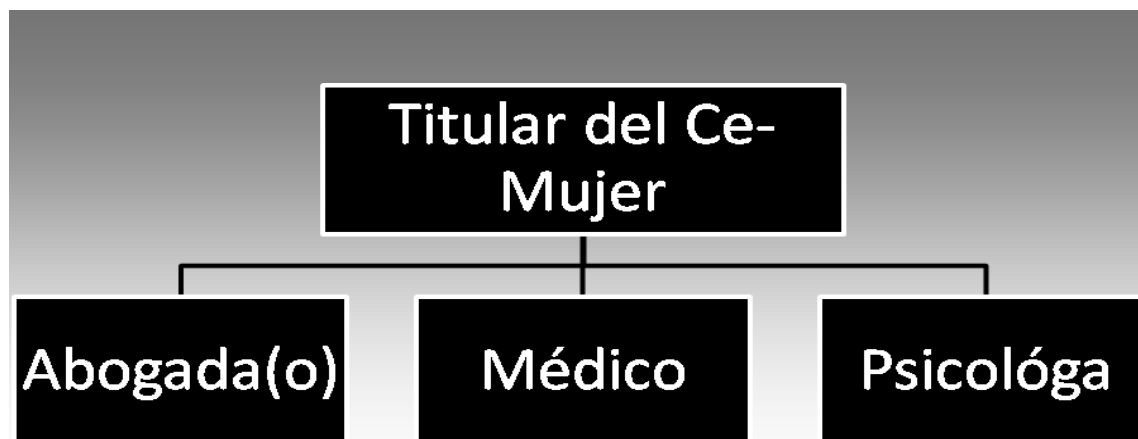 Titular del Ce-
Mujer
Abogada(o)
Médico
Psicológa